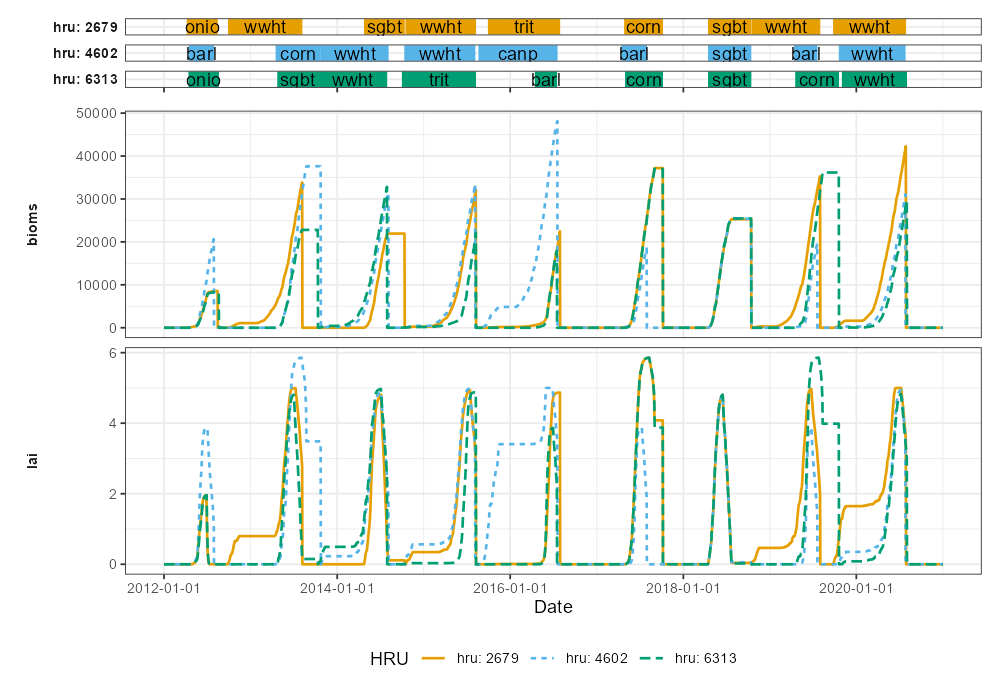 hru: 2679 onio wwht sgbt wwht trit corn sgbt wwht wwht
hru: 4602 barl corn wwht wwht canp barl sgbt barl wwht
hru: 6313 onio sgbt wwht trit barl corn sgbt corn wwht
50000
40000
30000
20000
10000
0
bioms
6
4
2
0
lai
2012-01-01 2014-01-01 2016-01-01 2018-01-01 2020-01-01
Date
HRU hru: 2679 hru: 4602 hru: 6313